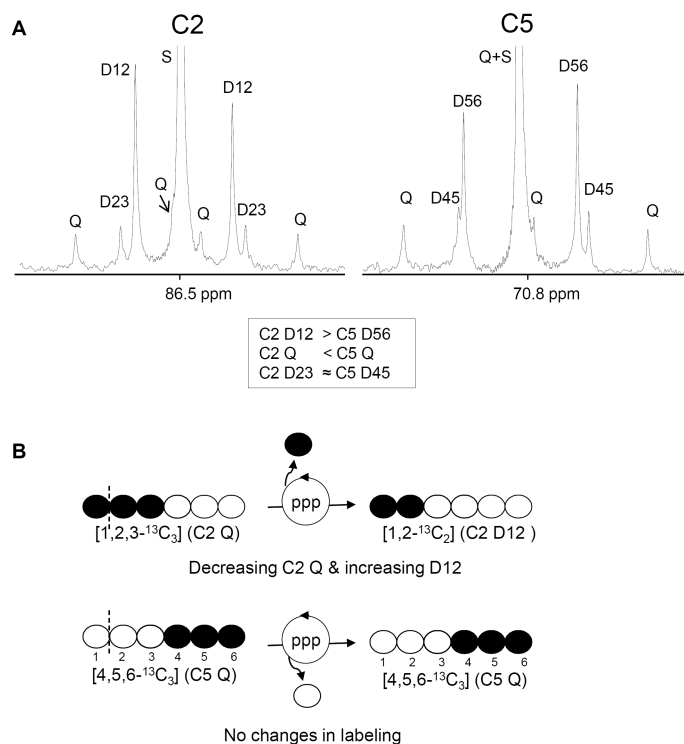 A
C2
C5
S
D12
D12
Q
D23
Q
Q
D23
Q
86.5 ppm
Q+S
D56
D56
Q
D45
Q
D45
Q
70.8 ppm
C2 D12 > C5 D56
C2 Q < C5 Q
C2 D23 ≈ C5 D45
B
ppp
[1,2,3-¹³C₃] (C2 Q)
[1,2-¹³C₂] (C2 D12 )
Decreasing C2 Q & increasing D12
ppp
1 2 3 4 5 6
1 2 3 4 5 6
[4,5,6-¹³C₃] (C5 Q)
[4,5,6-¹³C₃] (C5 Q)
No changes in labeling